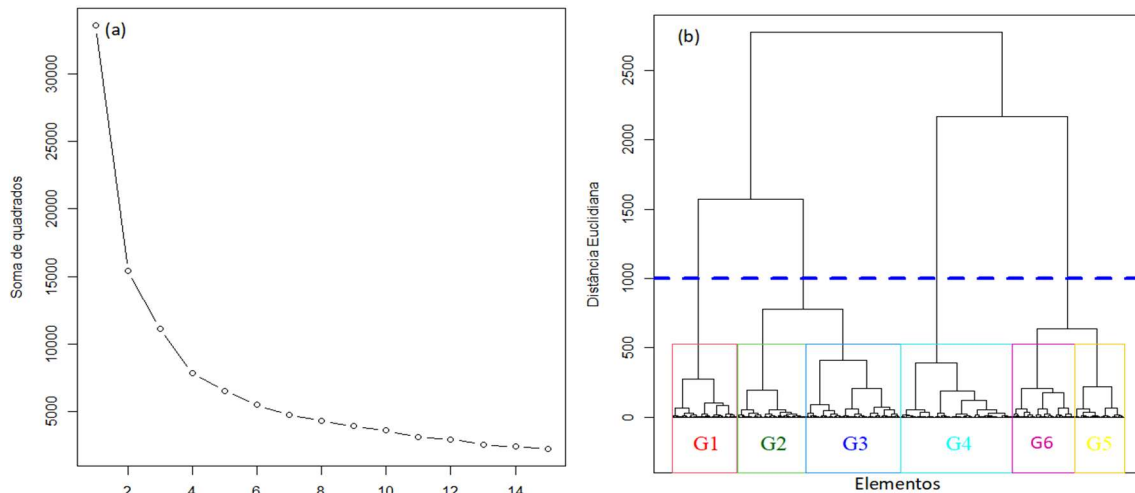 (a)
Soma de quadrados
30000
25000
20000
15000
10000
5000
2
4
6
8
10
12
14
(b)
Distância Euclidiana
2500
2000
1500
1000
500
0
G1
G2
G3
G4
G6
G5
Elementos